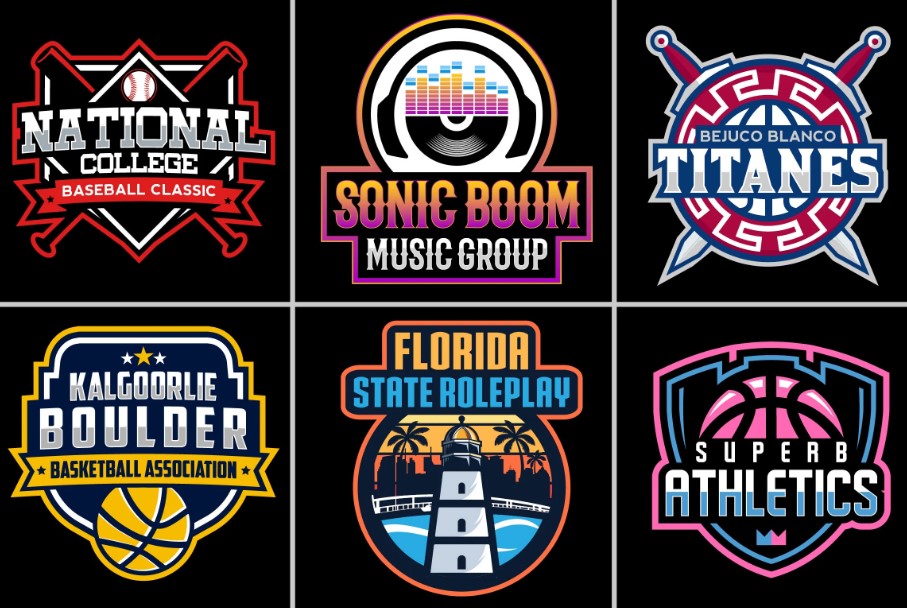 NATIONAL
COLLEGE
BASEBALL CLASSIC
SONIC BOOM
MUSIC GROUP
BEJUCO BLANCO
TITANES
KALGOORLIE
BOULDER
BASKETBALL ASSOCIATION
FLORIDA
STATE ROLEPLAY
SUPERB
ATHLETICS